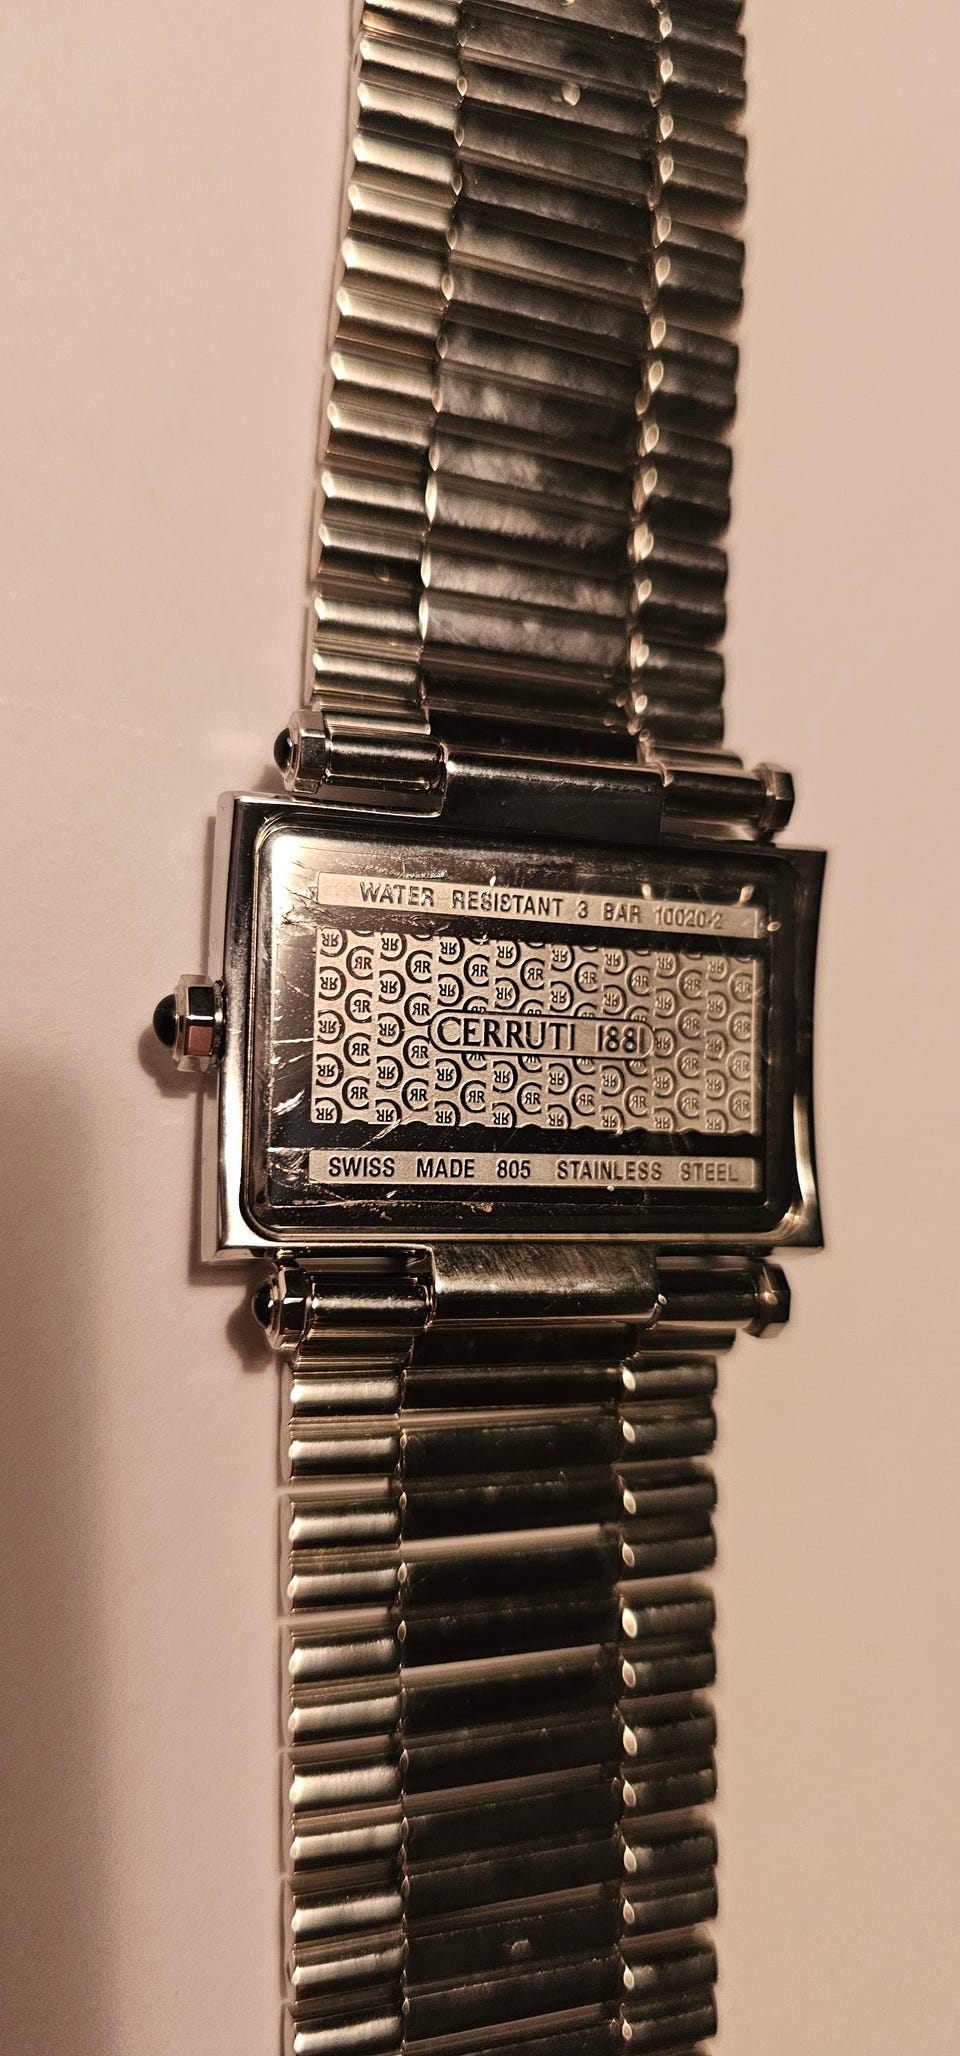 WATER RESISTANT 3 BAR 10020-2
CERRUTI 1881
SWISS MADE 805 STAINLESS STEEL